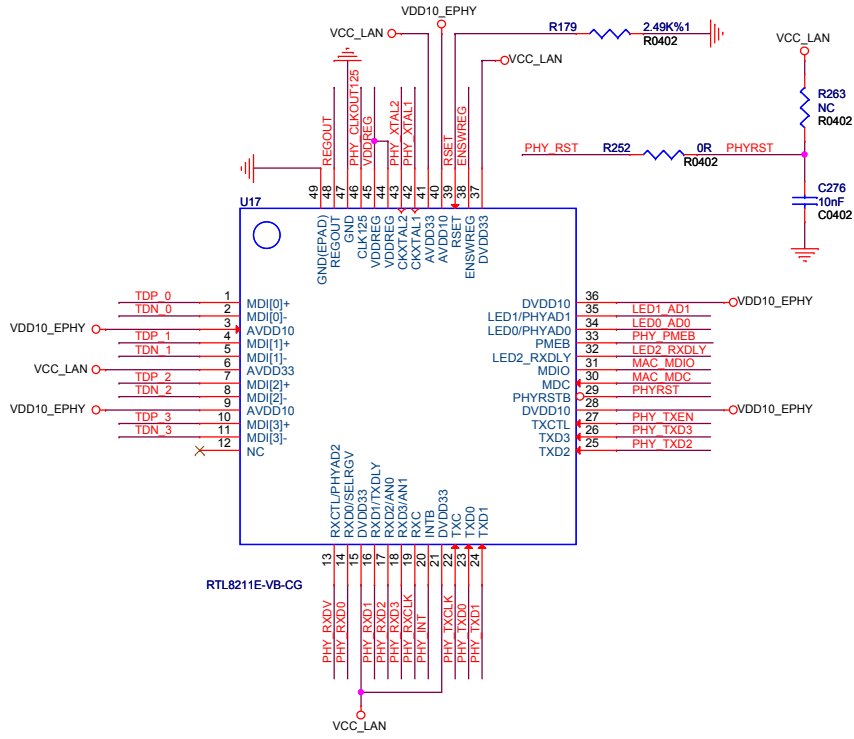 VDD10_EPHY
VCC_LAN
R179
2.49K%1
R0402
VCC_LAN
VCC_LAN
R263
NC
R0402
PHY_RST
R252
0R
R0402
PHYRST
C276
10nF
C0402
REGOUT
PHY_CLKOUT125
VDDREG
PHY_XTAL2
PHY_XTAL1
RSET
ENSWREG
49
48
47
46
45
44
43
42
41
40
39
38
37
U17
GND(EPAD)
REGOUT
GND
CLK125
VDDREG
VDDREG
CKXTAL2
CKXTAL1
AVDD33
AVDD10
RSET
ENSWREG
DVDD33
TDP_0 1 MDI[0]+
TDN_0 2 MDI[0]-
VDD10_EPHY 3 AVDD10
TDP_1 4 MDI[1]+
TDN_1 5 MDI[1]-
VCC_LAN 6 AVDD33
TDP_2 7 MDI[2]+
TDN_2 8 MDI[2]-
VDD10_EPHY 9 AVDD10
TDP_3 10 MDI[3]+
TDN_3 11 MDI[3]-
12 NC
DVDD10 36 VDD10_EPHY
LED1/PHYAD1 35 LED1_AD1
LED0/PHYAD0 34 LED0_AD0
PMEB 33 PHY_PMEB
LED2_RXDLY 32 LED2_RXDLY
MDIO 31 MAC_MDIO
MDC 30 MAC_MDC
PHYRSTB 29 PHYRST
DVDD10 28 VDD10_EPHY
TXCTL 27 PHY_TXEN
TXD3 26 PHY_TXD3
TXD2 25 PHY_TXD2
RXCTL/PHYAD2
RXD0/SELRGV
DVDD33
RXD1/TXDLY
RXD2/AN0
RXD3/AN1
RXC
INTB
DVDD33
TXC
TXD0
TXD1
13
14
15
16
17
18
19
20
21
22
23
24
RTL8211E-VB-CG
PHY_RXDV
PHY_RXD0
PHY_RXD1
PHY_RXD2
PHY_RXD3
PHY_RXCLK
PHY_INT
PHY_TXCLK
PHY_TXD0
PHY_TXD1
VCC_LAN